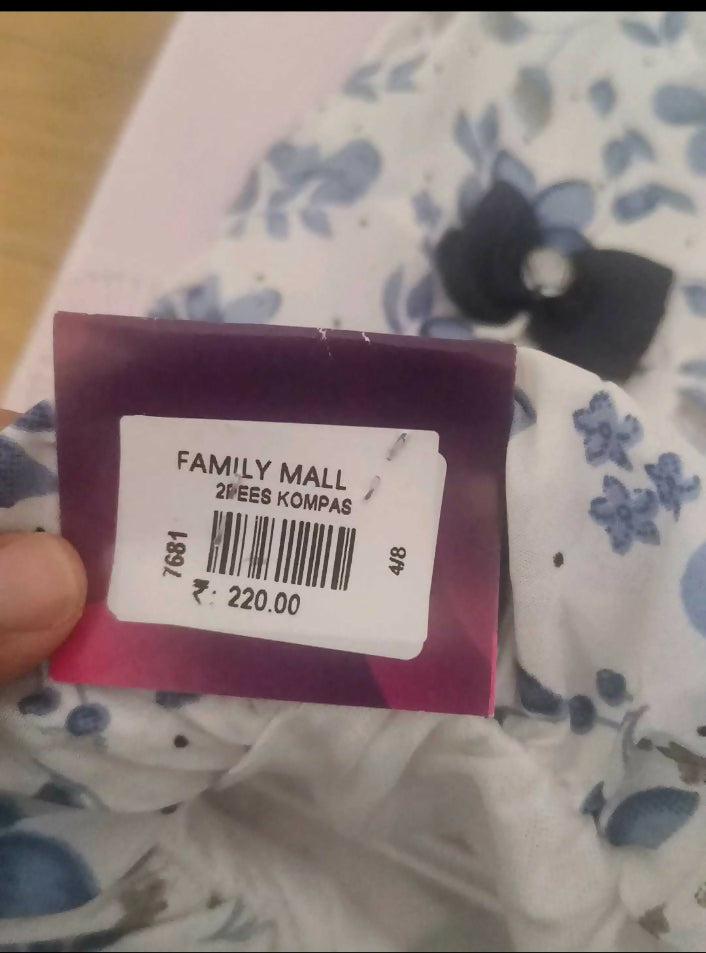 FAMILY MALL
2PEES KOMPAS
7681
4/8
₹: 220.00